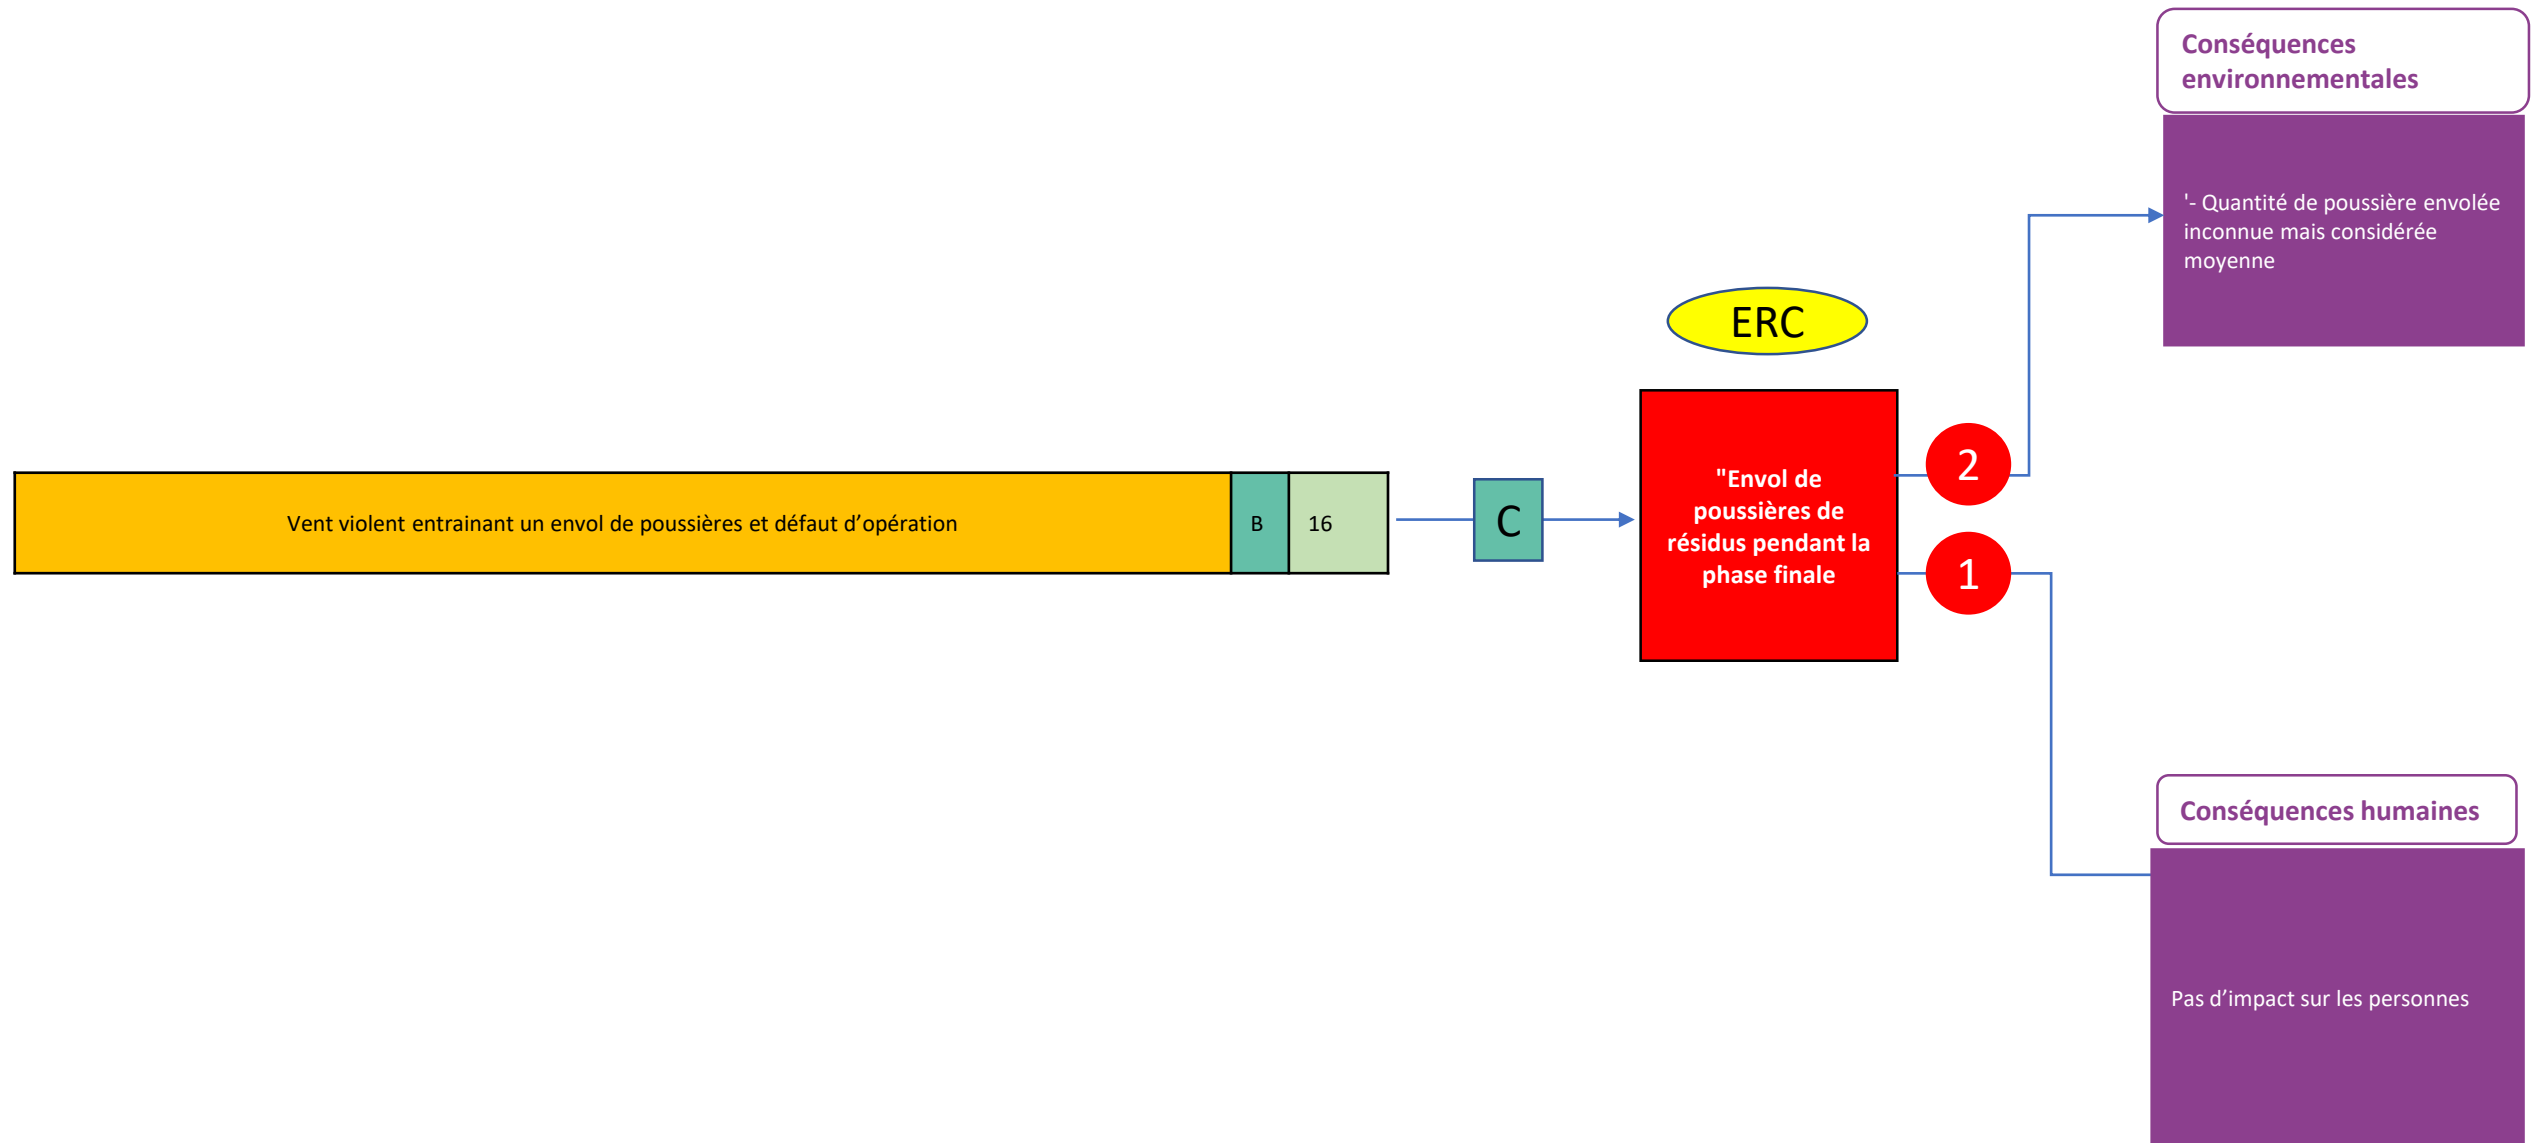 Conséquences
environnementales
'- Quantité de poussière envolée
inconnue mais considérée
moyenne
ERC
Vent violent entrainant un envol de poussières et défaut d’opération
B
16
C
"Envol de
poussières de
résidus pendant la
phase finale
2
1
Conséquences humaines
Pas d’impact sur les personnes